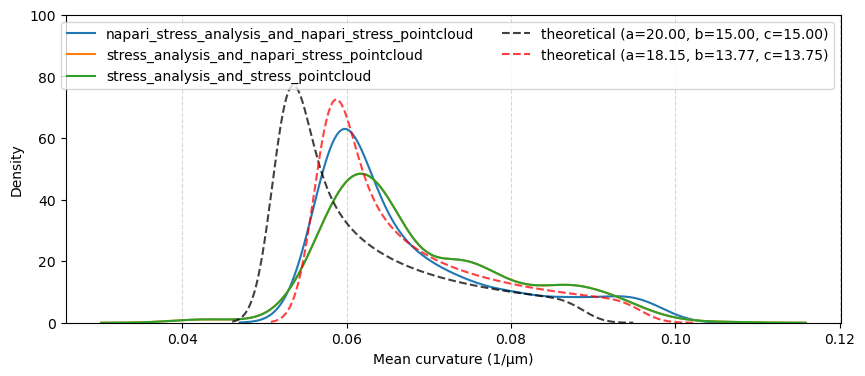 100
napari_stress_analysis_and_napari_stress_pointcloud
stress_analysis_and_napari_stress_pointcloud
stress_analysis_and_stress_pointcloud
theoretical (a=20.00, b=15.00, c=15.00)
theoretical (a=18.15, b=13.77, c=13.75)
80
60
40
20
0
Density
0.04 0.06 0.08 0.10 0.12
Mean curvature (1/μm)